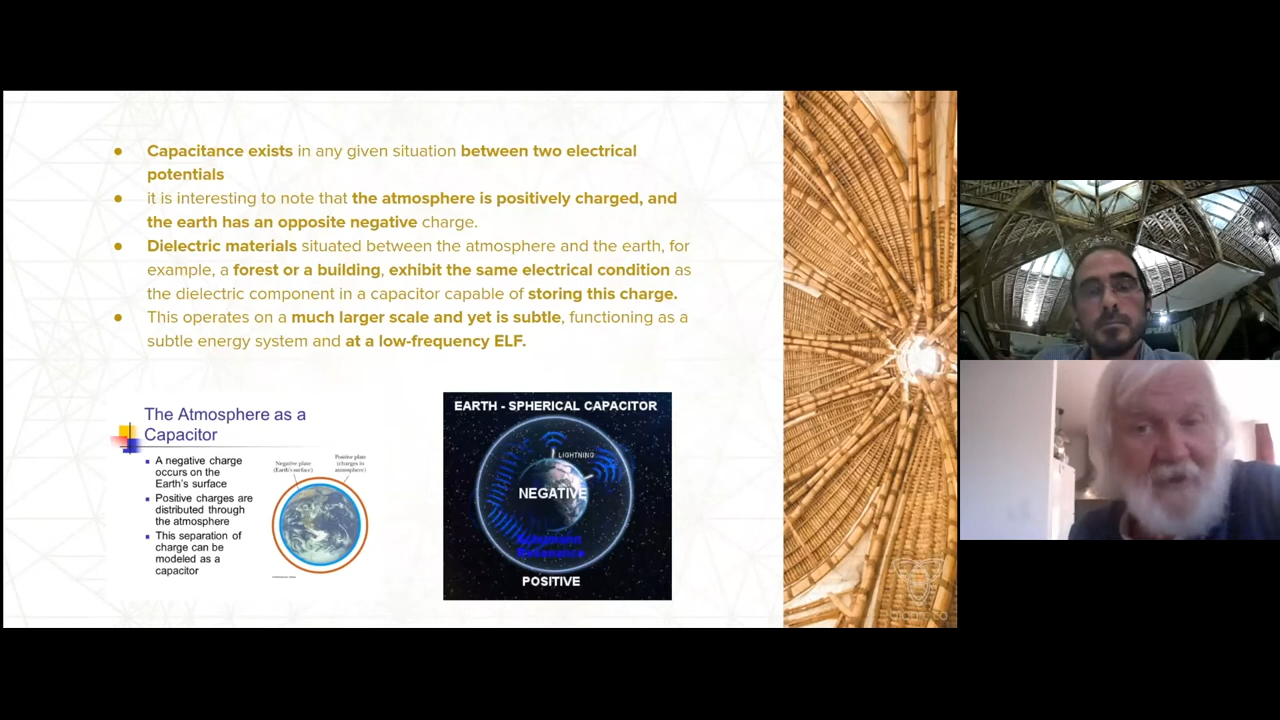 Capacitance exists in any given situation between two electrical
potentials
it is interesting to note that the atmosphere is positively charged, and
the earth has an opposite negative charge.
Dielectric materials situated between the atmosphere and the earth, for
example, a forest or a building, exhibit the same electrical condition as
the dielectric component in a capacitor capable of storing this charge.
This operates on a much larger scale and yet is subtle, functioning as a
subtle energy system and at a low-frequency ELF.
The Atmosphere as a
Capacitor
A negative charge
occurs on the
Earth's surface
Positive charges are
distributed through
the atmosphere
This separation of
charge can be
modeled as a
capacitor
Negative plate
(Earth's surface)
Positive plate
(charges in
atmosphere)
EARTH - SPHERICAL CAPACITOR
LIGHTNING
NEGATIVE
Resonance
POSITIVE